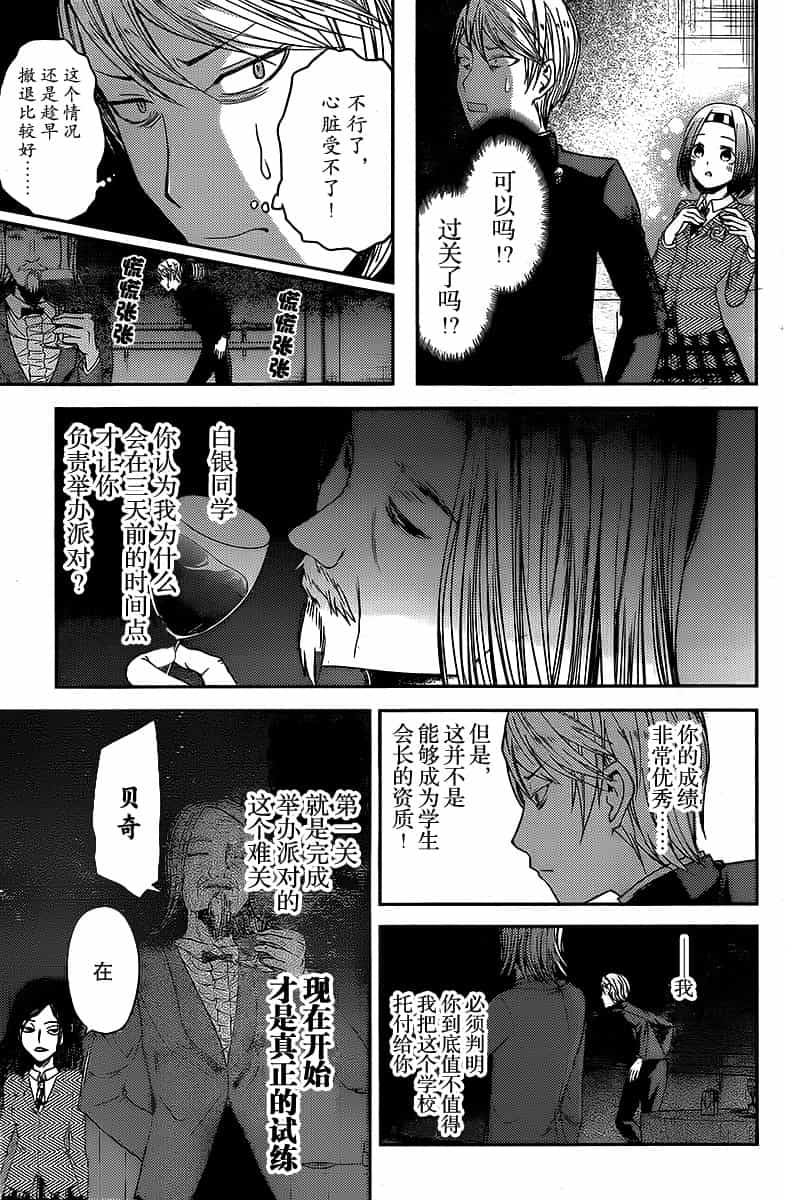 可以吗!?
过关了吗!?
不行了,
心脏受不了!
这个情况
还是趁早
撤退比较好……
慌慌张张
慌慌张张
白银同学
你认为我为什么
会在三天前的时间点
才让你
负责举办派对?
你的成绩
非常优秀……
但是,
这并不是
能够成为学生
会长的资质!
——我
必须判明
你到底值不值得
我把这个学校
托付给你
第一关
就是完成
举办派对的
这个难关
现在开始
才是真正的试练
贝奇
在